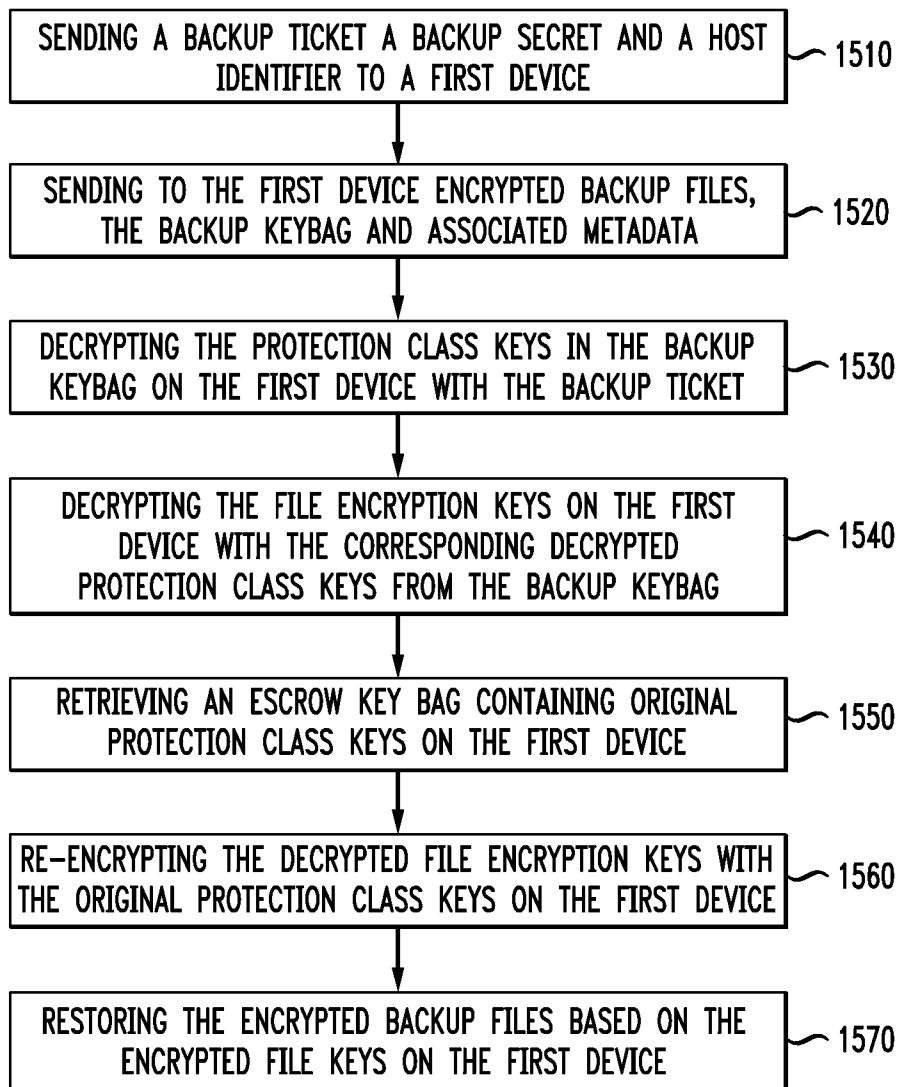 SENDING A BACKUP TICKET A BACKUP SECRET AND A HOST
IDENTIFIER TO A FIRST DEVICE
1510
SENDING TO THE FIRST DEVICE ENCRYPTED BACKUP FILES,
THE BACKUP KEYBAG AND ASSOCIATED METADATA
1520
DECRYPTING THE PROTECTION CLASS KEYS IN THE BACKUP
KEYBAG ON THE FIRST DEVICE WITH THE BACKUP TICKET
1530
DECRYPTING THE FILE ENCRYPTION KEYS ON THE FIRST
DEVICE WITH THE CORRESPONDING DECRYPTED
PROTECTION CLASS KEYS FROM THE BACKUP KEYBAG
1540
RETRIEVING AN ESCROW KEY BAG CONTAINING ORIGINAL
PROTECTION CLASS KEYS ON THE FIRST DEVICE
1550
RE-ENCRYPTING THE DECRYPTED FILE ENCRYPTION KEYS WITH
THE ORIGINAL PROTECTION CLASS KEYS ON THE FIRST DEVICE
1560
RESTORING THE ENCRYPTED BACKUP FILES BASED ON THE
ENCRYPTED FILE KEYS ON THE FIRST DEVICE
1570